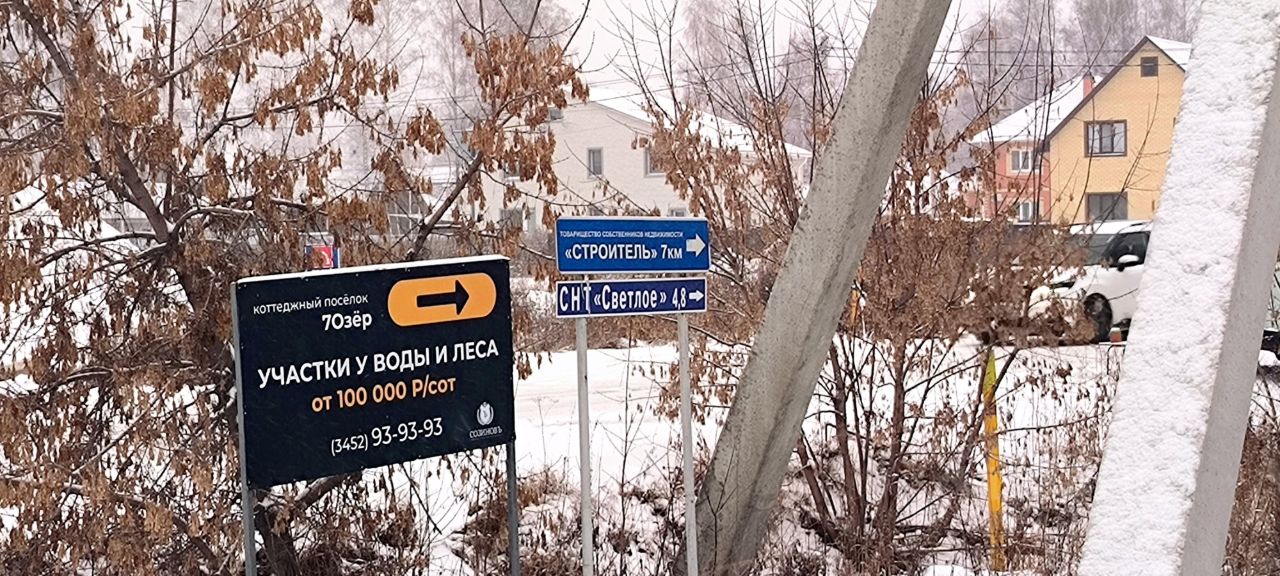 коттеджный посёлок
7Озёр
УЧАСТКИ У ВОДЫ И ЛЕСА
от 100 000 Р/сот
(3452) 93-93-93
СОЗИНОВЪ
ТОВАРИЩЕСТВО СОБСТВЕННИКОВ НЕДВИЖИМОСТИ
«СТРОИТЕЛЬ» 7км
СНТ «Светлое» 4,8